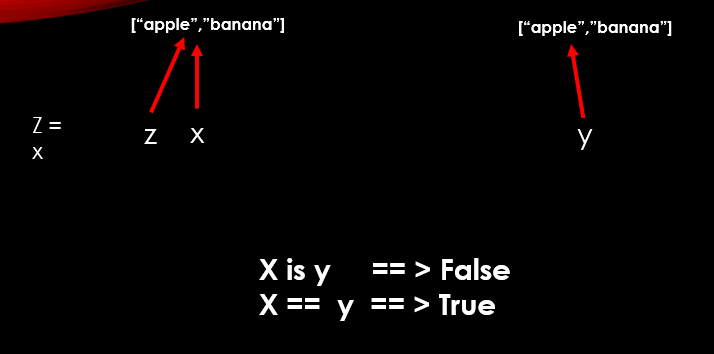 [“apple”,”banana”]
[“apple”,”banana”]
Z =
x
z
x
y
X is y == > False
X == y == > True